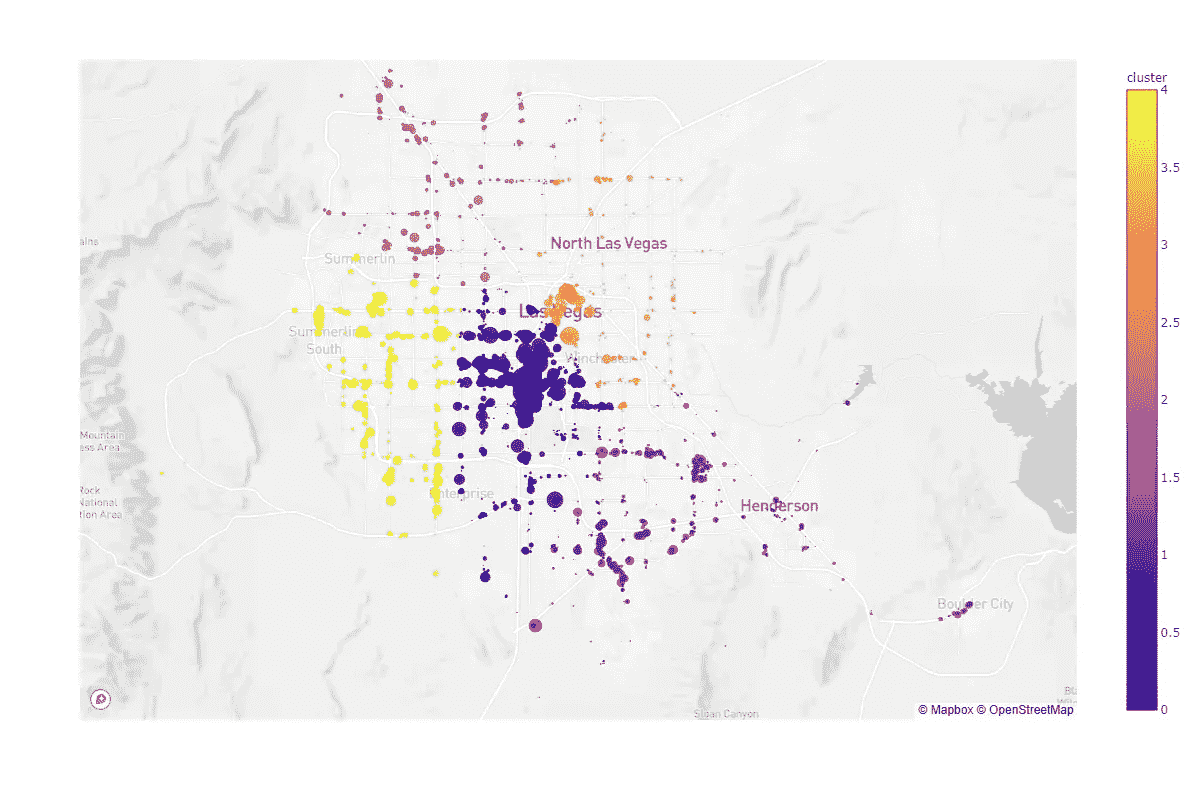 cluster
4
3.5
3
2.5
2
1.5
1
0.5
0
ains
North Las Vegas
Summerlin
Las Vegas
Summerlin
South
Winchester
Mountain
ass Area
Rock
National
tion Area
Enterprise
Henderson
Boulder City
Sloan Canyon
© Mapbox © OpenStreetMap